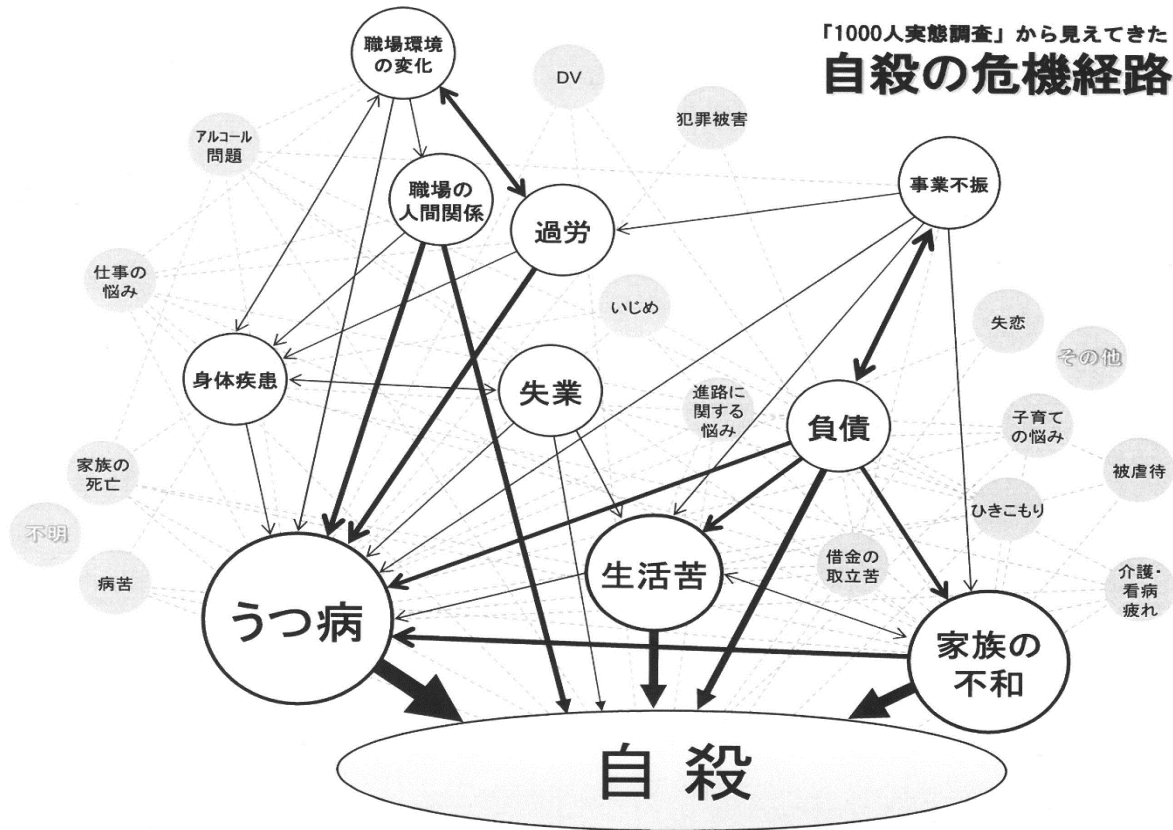 「1000人実態調査」から見えてきた
自殺の危機経路
職場環境
の変化
DV
犯罪被害
アルコール
問題
職場の
人間関係
過労
事業不振
仕事の
悩み
いじめ
失恋
その他
身体疾患
失業
進路に
関する
悩み
負債
子育て
の悩み
家族の
死亡
被虐待
不明
ひきこもり
病苦
うつ病
生活苦
借金の
取立苦
介護・
看病
疲れ
家族の
不和
自殺